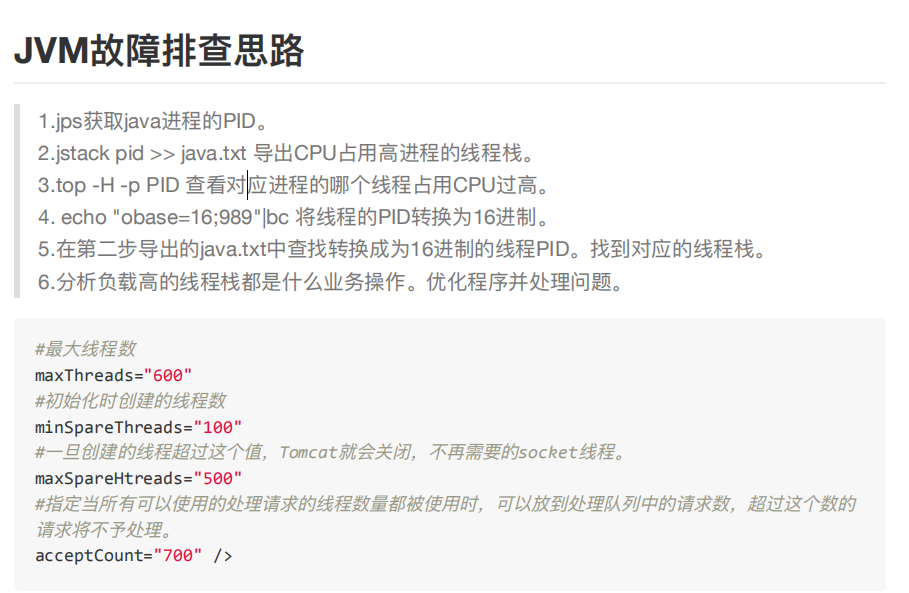 JVM故障排查思路
1.jps获取java进程的PID。
2.jstack pid >> java.txt 导出CPU占用高进程的线程栈。
3.top -H -p PID 查看对应进程的哪个线程占用CPU过高。
4. echo "obase=16;989"|bc 将线程的PID转换为16进制。
5.在第二步导出的java.txt中查找转换成为16进制的线程PID。找到对应的线程栈。
6.分析负载高的线程栈都是什么业务操作。优化程序并处理问题。
#最大线程数
maxThreads="600"
#初始化时创建的线程数
minSpareThreads="100"
#一旦创建的线程超过这个值，Tomcat就会关闭，不再需要的socket线程。
maxSpareHtreads="500"
#指定当所有可以使用的处理请求的线程数量都被使用时，可以放到处理队列中的请求数，超过这个数的
请求将不予处理。
acceptCount="700" />